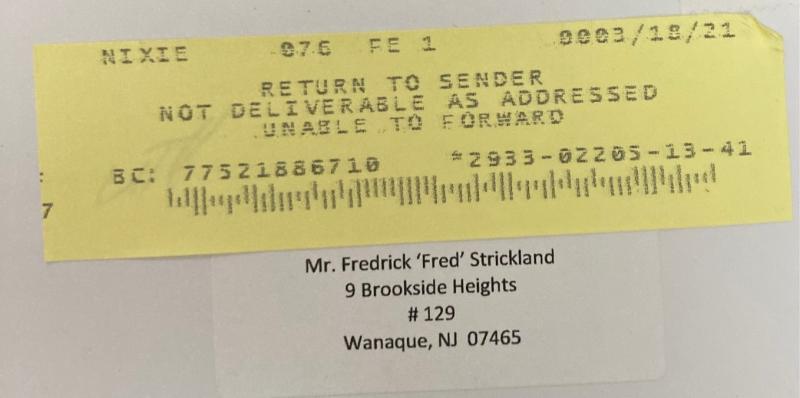 NIXIE 076 FE 1 0003/18/21
RETURN TO SENDER
NOT DELIVERABLE AS ADDRESSED
UNABLE TO FORWARD
BC: 77521886710 *2933-02205-13-41
:
7
Mr. Fredrick ‘Fred’ Strickland
9 Brookside Heights
# 129
Wanaque, NJ 07465